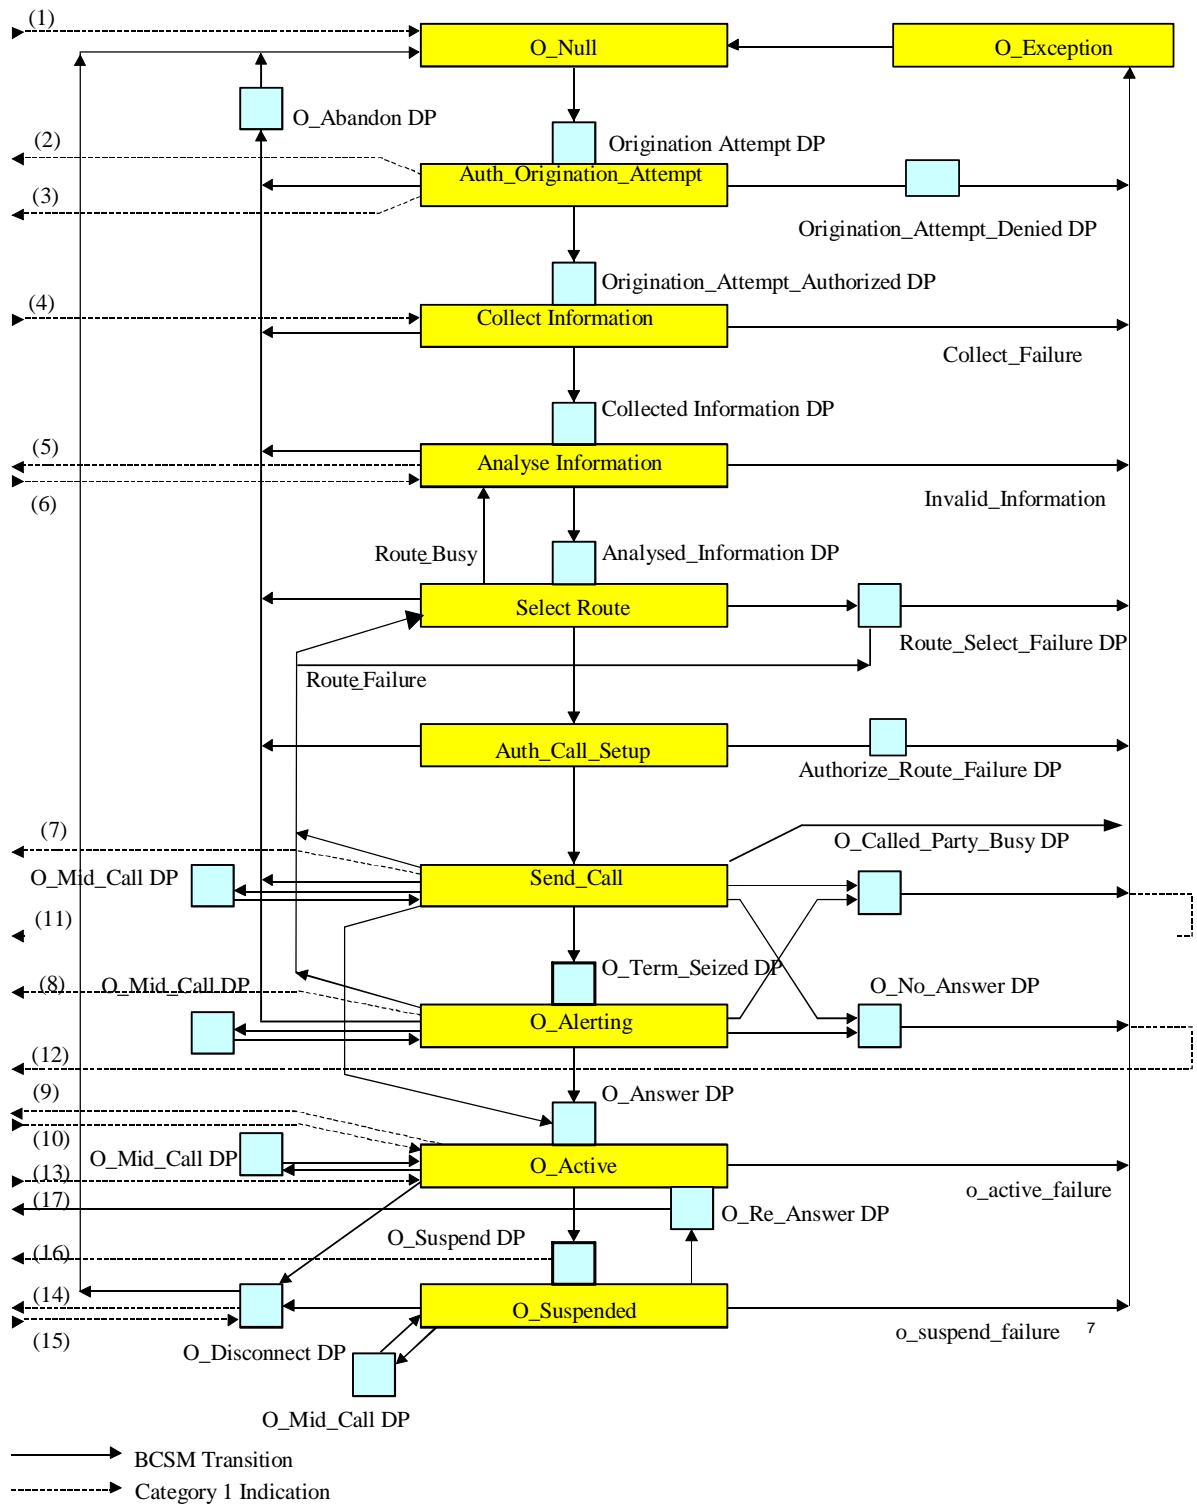 (1)
O_Null
O_Exception
O_Abandon DP
(2)
Origination Attempt DP
Auth_Origination_Attempt
(3)
Origination_Attempt_Denied DP
Origination_Attempt_Authorized DP
(4)
Collect Information
Collect_Failure
Collected Information DP
(5)
Analyse Information
(6)
Invalid_Information
Route_Busy
Analysed_Information DP
Select Route
Route_Select_Failure DP
Route_Failure
Auth_Call_Setup
Authorize_Route_Failure DP
(7)
O_Called_Party_Busy DP
O_Mid_Call DP
Send_Call
(11)
O_Term_Seized DP
(8)
O_Mid_Call DP
O_No_Answer DP
O_Alerting
(12)
(9)
O_Answer DP
(10)
O_Mid_Call DP
O_Active
(13)
o_active_failure
(17)
O_Re_Answer DP
O_Suspend DP
(16)
(14)
O_Suspended
(15)
o_suspend_failure 7
O_Disconnect DP
O_Mid_Call DP
BCSM Transition
Category 1 Indication